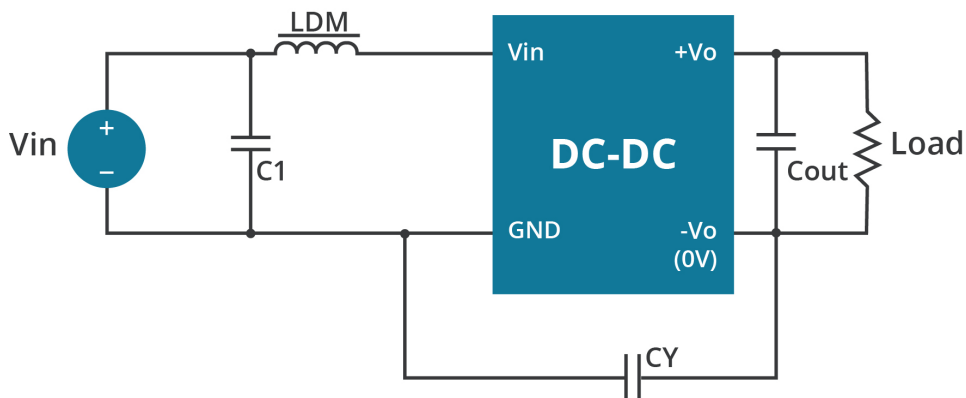 LDM
Vin
+Vo
Vin
+
−
C1
DC-DC
Cout
Load
GND
-Vo
(0V)
CY